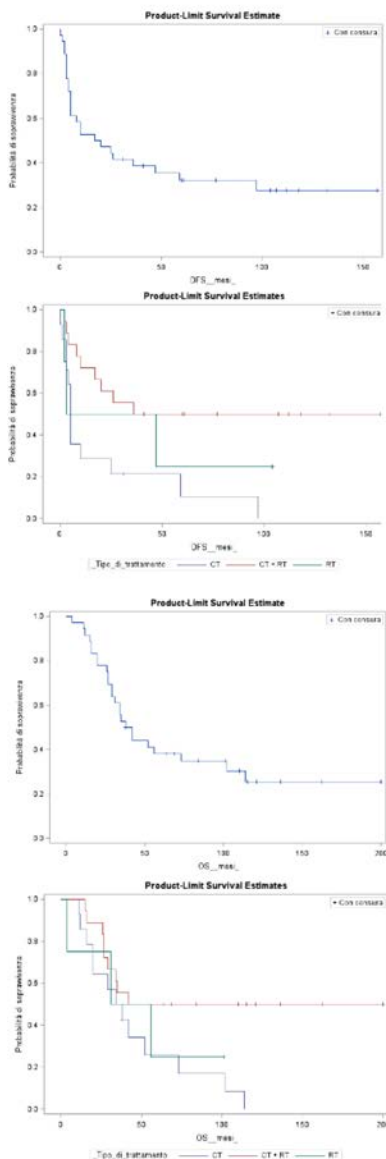 Product-Limit Survival Estimate
+ Con censura
Probabilità di sopravvivenza
1.0
0.8
0.6
0.4
0.2
0.0
0
50
100
150
DFS__mesi_
Product-Limit Survival Estimates
+ Con censura
Probabilità di sopravvivenza
1.0
0.8
0.6
0.4
0.2
0.0
0
50
100
150
DFS__mesi_
_Tipo_di_trattamento CT CT + RT RT
Product-Limit Survival Estimate
+ Con censura
Probabilità di sopravvivenza
1.0
0.8
0.6
0.4
0.2
0.0
0
50
100
150
200
OS__mesi_
Product-Limit Survival Estimates
+ Con censura
Probabilità di sopravvivenza
1.0
0.8
0.6
0.4
0.2
0.0
0
50
100
150
200
OS__mesi_
_Tipo_di_trattamento CT CT + RT RT